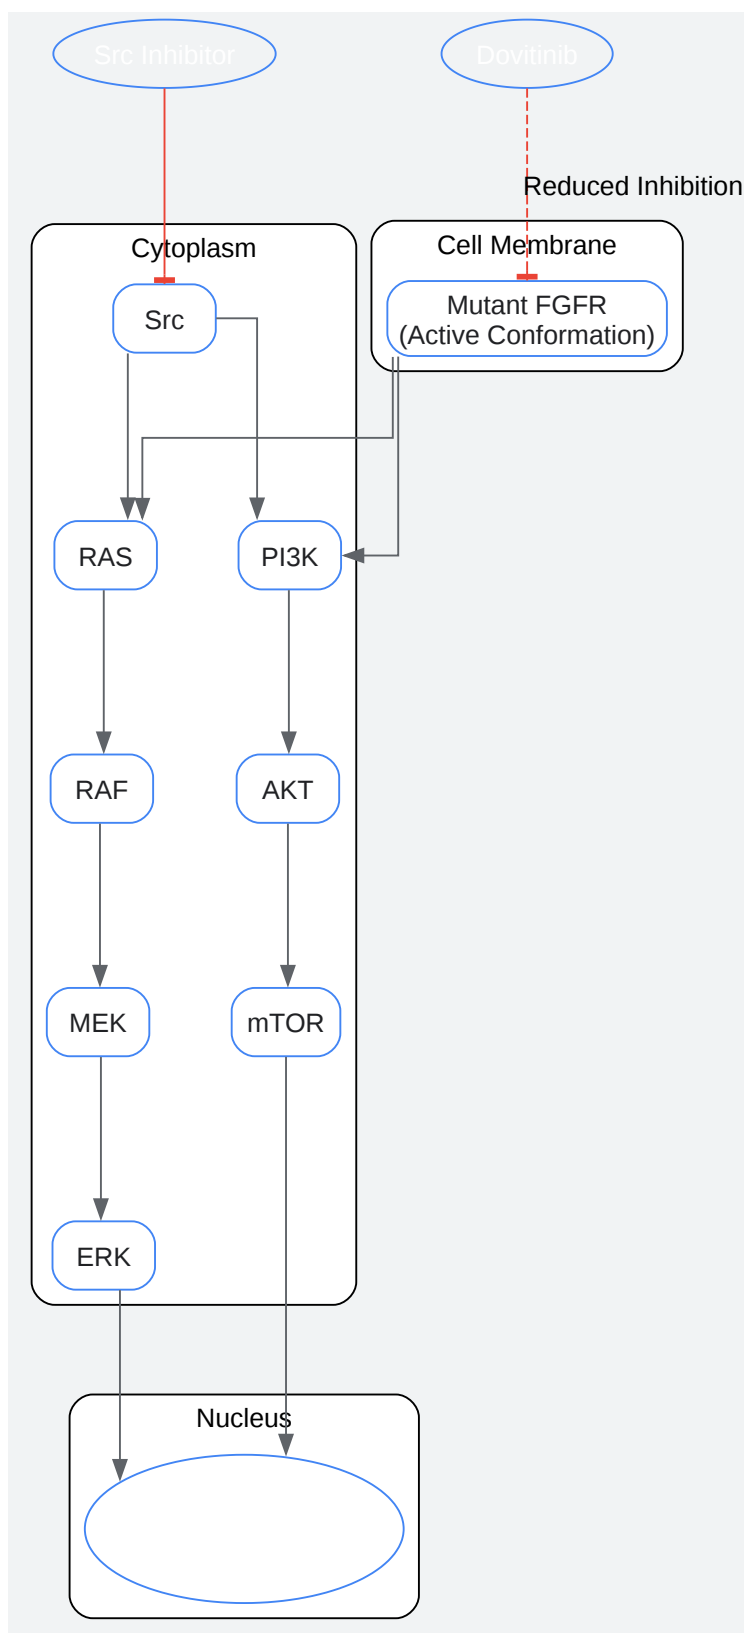 Src Inhibitor
Dovitinib
Reduced Inhibition
Cytoplasm
Cell Membrane
Src
Mutant FGFR
(Active Conformation)
RAS
PI3K
RAF
AKT
MEK
mTOR
ERK
Nucleus